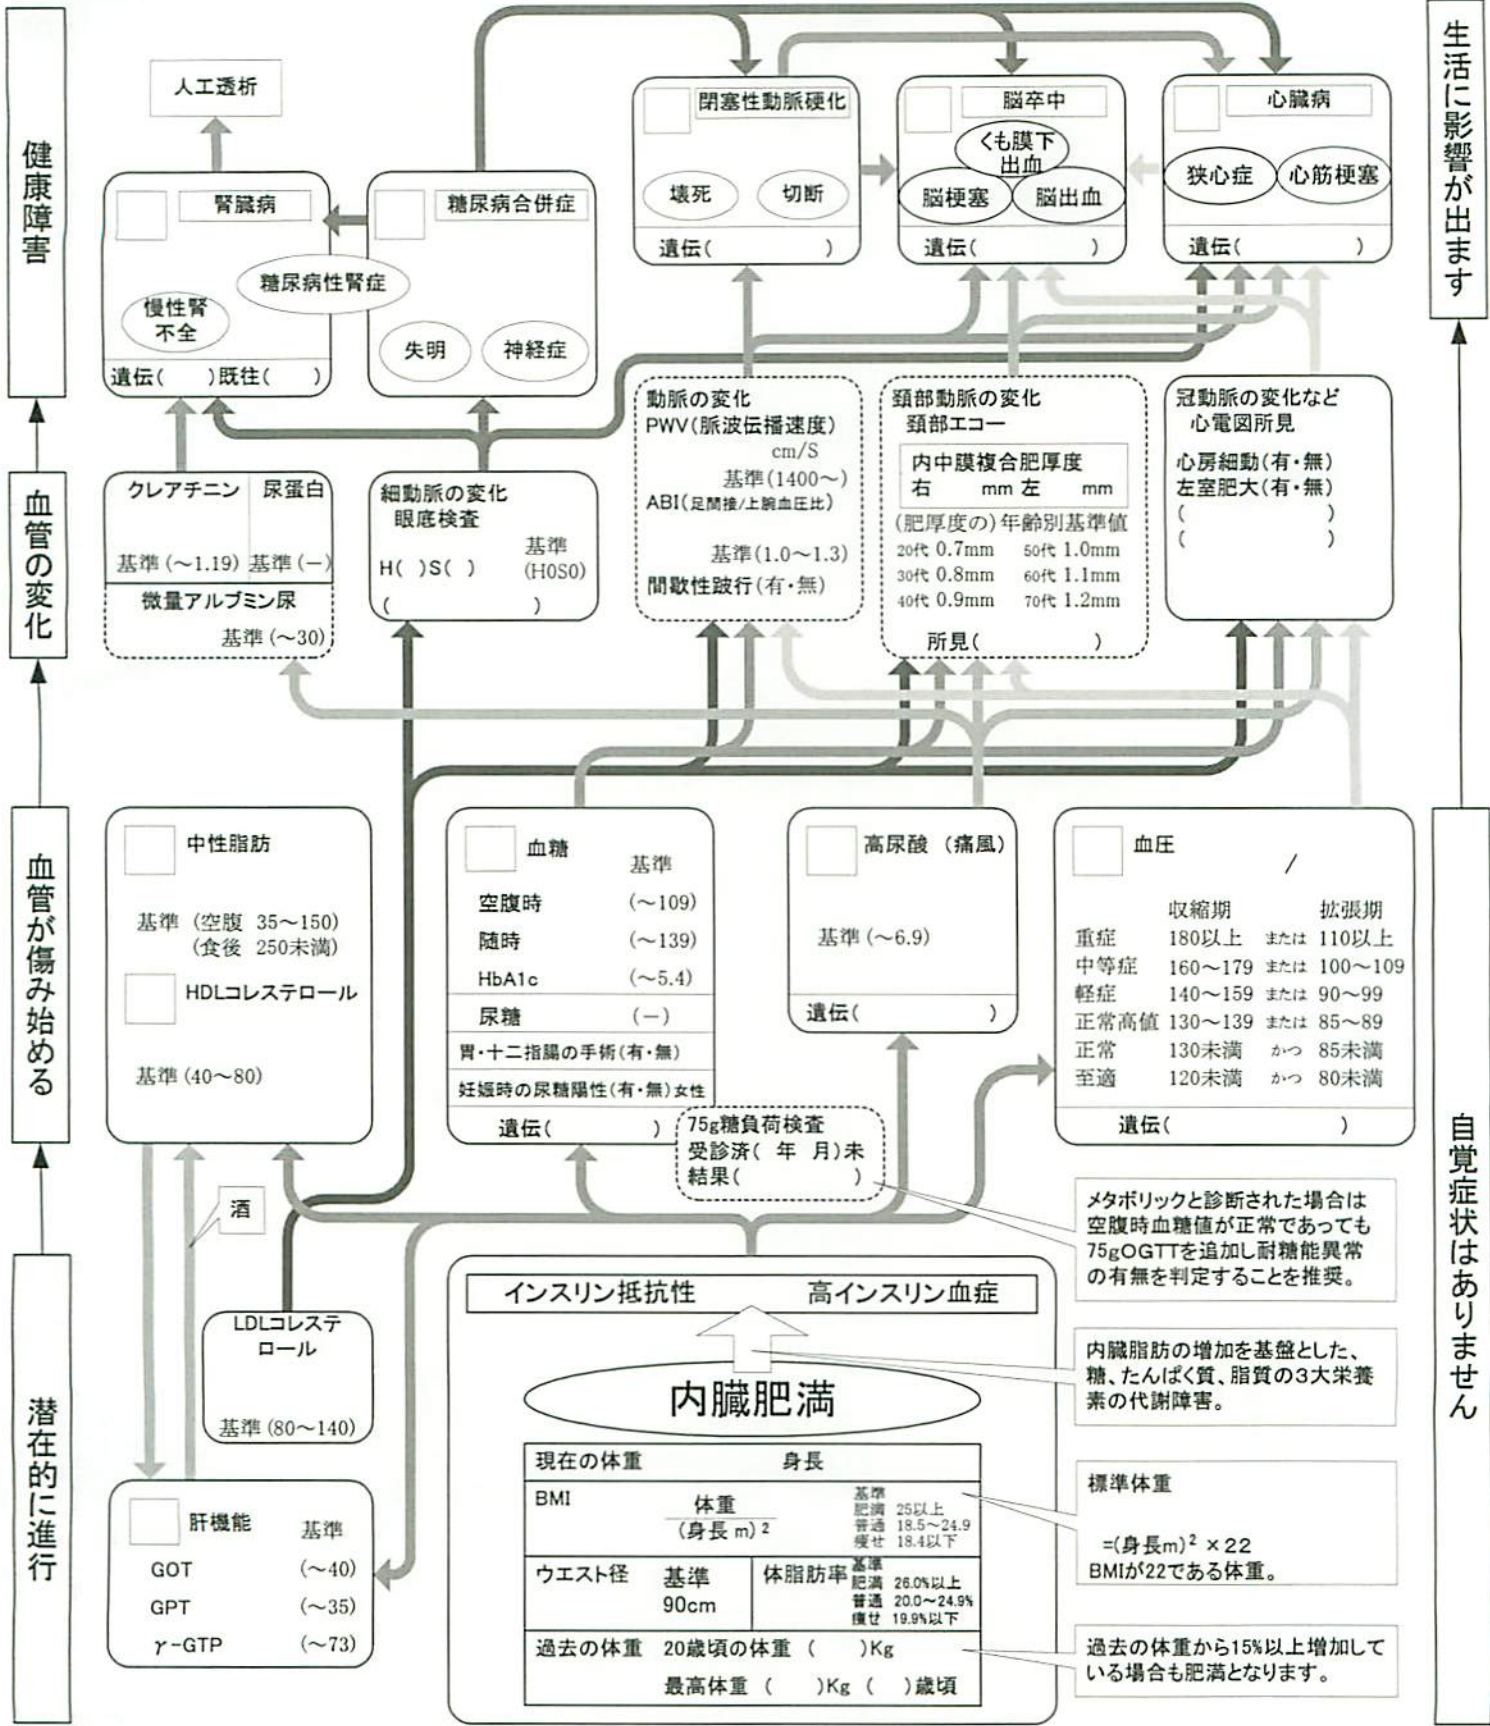 健康障害
血管の変化
血管が傷み始める
潜在的に進行
生活に影響が出ます
自覚症状はありません
人工透析
腎臓病
慢性腎
不全
遺伝( )既往( )
糖尿病合併症
糖尿病性腎症
失明
神経症
閉塞性動脈硬化
壊死
切断
遺伝( )
脳卒中
くも膜下
出血
脳梗塞
脳出血
遺伝( )
心臓病
狭心症
心筋梗塞
遺伝( )
クレアチニン 尿蛋白
基準(~1.19) 基準(-)
微量アルブミン尿
基準(~30)
細動脈の変化
眼底検査
基準
H( )S( ) (H0S0)
( )
動脈の変化
PWV(脈波伝播速度)
cm/S
基準(1400~)
ABI(足関接/上腕血圧比)
基準(1.0~1.3)
間歇性跛行(有・無)
頚部動脈の変化
頚部エコー
内中膜複合肥厚度
右 mm 左 mm
(肥厚度の)年齢別基準値
20代 0.7mm 50代 1.0mm
30代 0.8mm 60代 1.1mm
40代 0.9mm 70代 1.2mm
所見( )
冠動脈の変化など
心電図所見
心房細動(有・無)
左室肥大(有・無)
( )
( )
中性脂肪
基準 (空腹 35~150)
(食後 250未満)
HDLコレステロール
基準(40~80)
血糖
基準
空腹時 (~109)
随時 (~139)
HbA1c (~5.4)
尿糖 (-)
胃・十二指腸の手術(有・無)
妊娠時の尿糖陽性(有・無)女性
遺伝( )
75g糖負荷検査
受診済( 年 月)未
結果( )
高尿酸 (痛風)
基準(~6.9)
遺伝( )
血圧 /
収縮期 拡張期
重症 180以上 または 110以上
中等症 160~179 または 100~109
軽症 140~159 または 90~99
正常高値 130~139 または 85~89
正常 130未満 かつ 85未満
至適 120未満 かつ 80未満
遺伝( )
酒
LDLコレステ
ロール
基準(80~140)
肝機能 基準
GOT (~40)
GPT (~35)
γ-GTP (~73)
インスリン抵抗性 高インスリン血症
内臓肥満
現在の体重 身長
BMI
体重
(身長 m)²
基準
肥満 25以上
普通 18.5~24.9
痩せ 18.4以下
ウエスト径 基準
90cm
体脂肪率
基準
肥満 26.0%以上
普通 20.0~24.9%
痩せ 19.9%以下
過去の体重 20歳頃の体重 ( )Kg
最高体重 ( )Kg ( )歳頃
メタボリックと診断された場合は
空腹時血糖値が正常であっても
75gOGTTを追加し耐糖能異常
の有無を判定することを推奨。
内臓脂肪の増加を基盤とした、
糖、たんぱく質、脂質の3大栄養
素の代謝障害。
標準体重
=(身長m)²×22
BMIが22である体重。
過去の体重から15%以上増加して
いる場合も肥満となります。